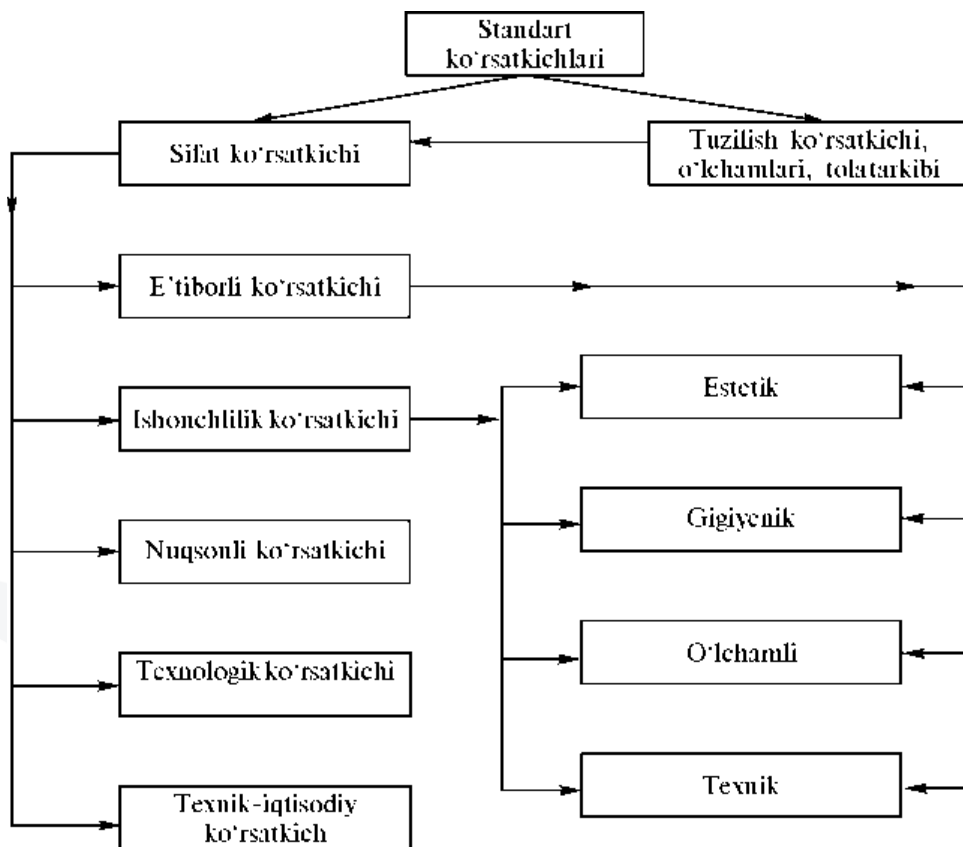 Standart
ko‘rsatkichlari
Sifat ko‘rsatkichi
Tuzilish ko‘rsatkichi,
o‘lchamlari, tolatarkibi
E’tiborli ko‘rsatkichi
Ishonchlilik ko‘rsatkichi
Estetik
Gigiyenik
Nuqsonli ko‘rsatkichi
O‘lchamli
Texnologik ko‘rsatkichi
Texnik
Texnik-iqtisodiy
ko‘rsatkich